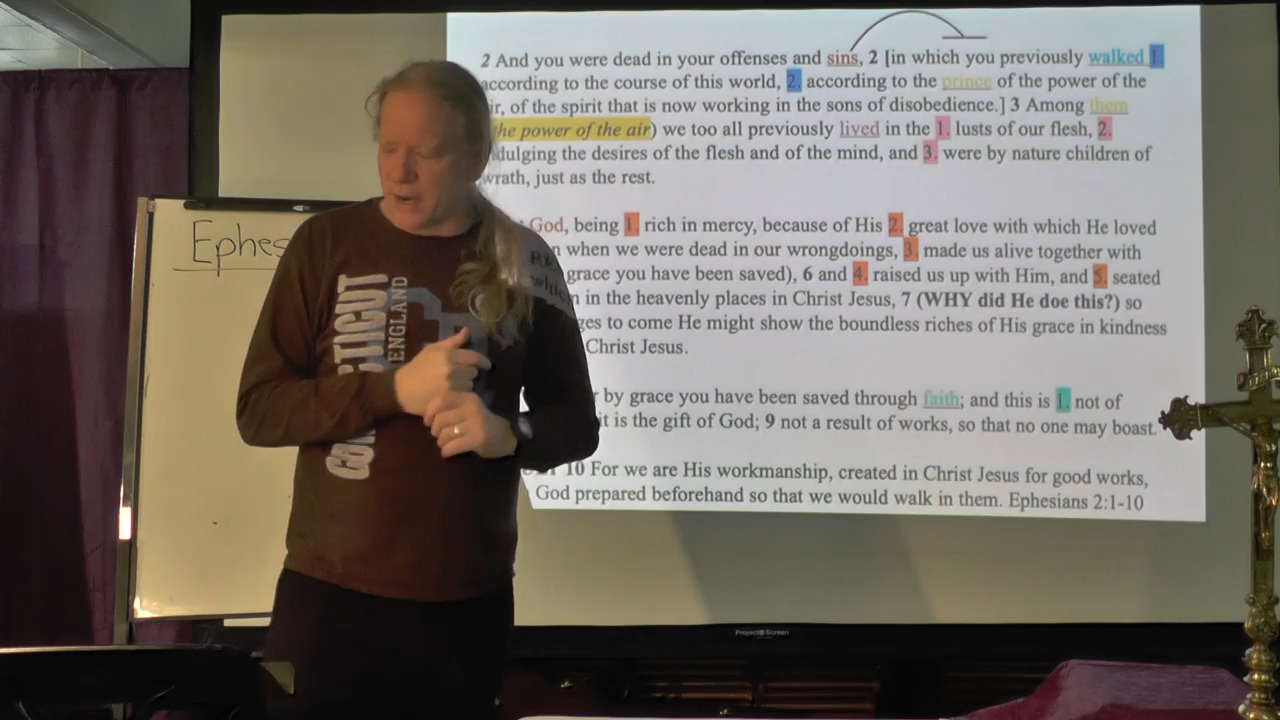 2 And you were dead in your offenses and sins, 2 [in which you previously walked 1.
according to the course of this world, 2. according to the prince of the power of the
ir, of the spirit that is now working in the sons of disobedience.] 3 Among them
he power of the air) we too all previously lived in the 1. lusts of our flesh, 2.
dulging the desires of the flesh and of the mind, and 3. were by nature children of
wrath, just as the rest.
God, being 1. rich in mercy, because of His 2. great love with which He loved
n when we were dead in our wrongdoings, 3. made us alive together with
grace you have been saved), 6 and 4. raised us up with Him, and 5. seated
n in the heavenly places in Christ Jesus, 7 (WHY did He doe this?) so
ges to come He might show the boundless riches of His grace in kindness
Christ Jesus.
r by grace you have been saved through faith; and this is 1. not of
it is the gift of God; 9 not a result of works, so that no one may boast.
10 For we are His workmanship, created in Christ Jesus for good works,
God prepared beforehand so that we would walk in them. Ephesians 2:1-10
Ephes
TICUT
ENGLAND
which
Project Screen